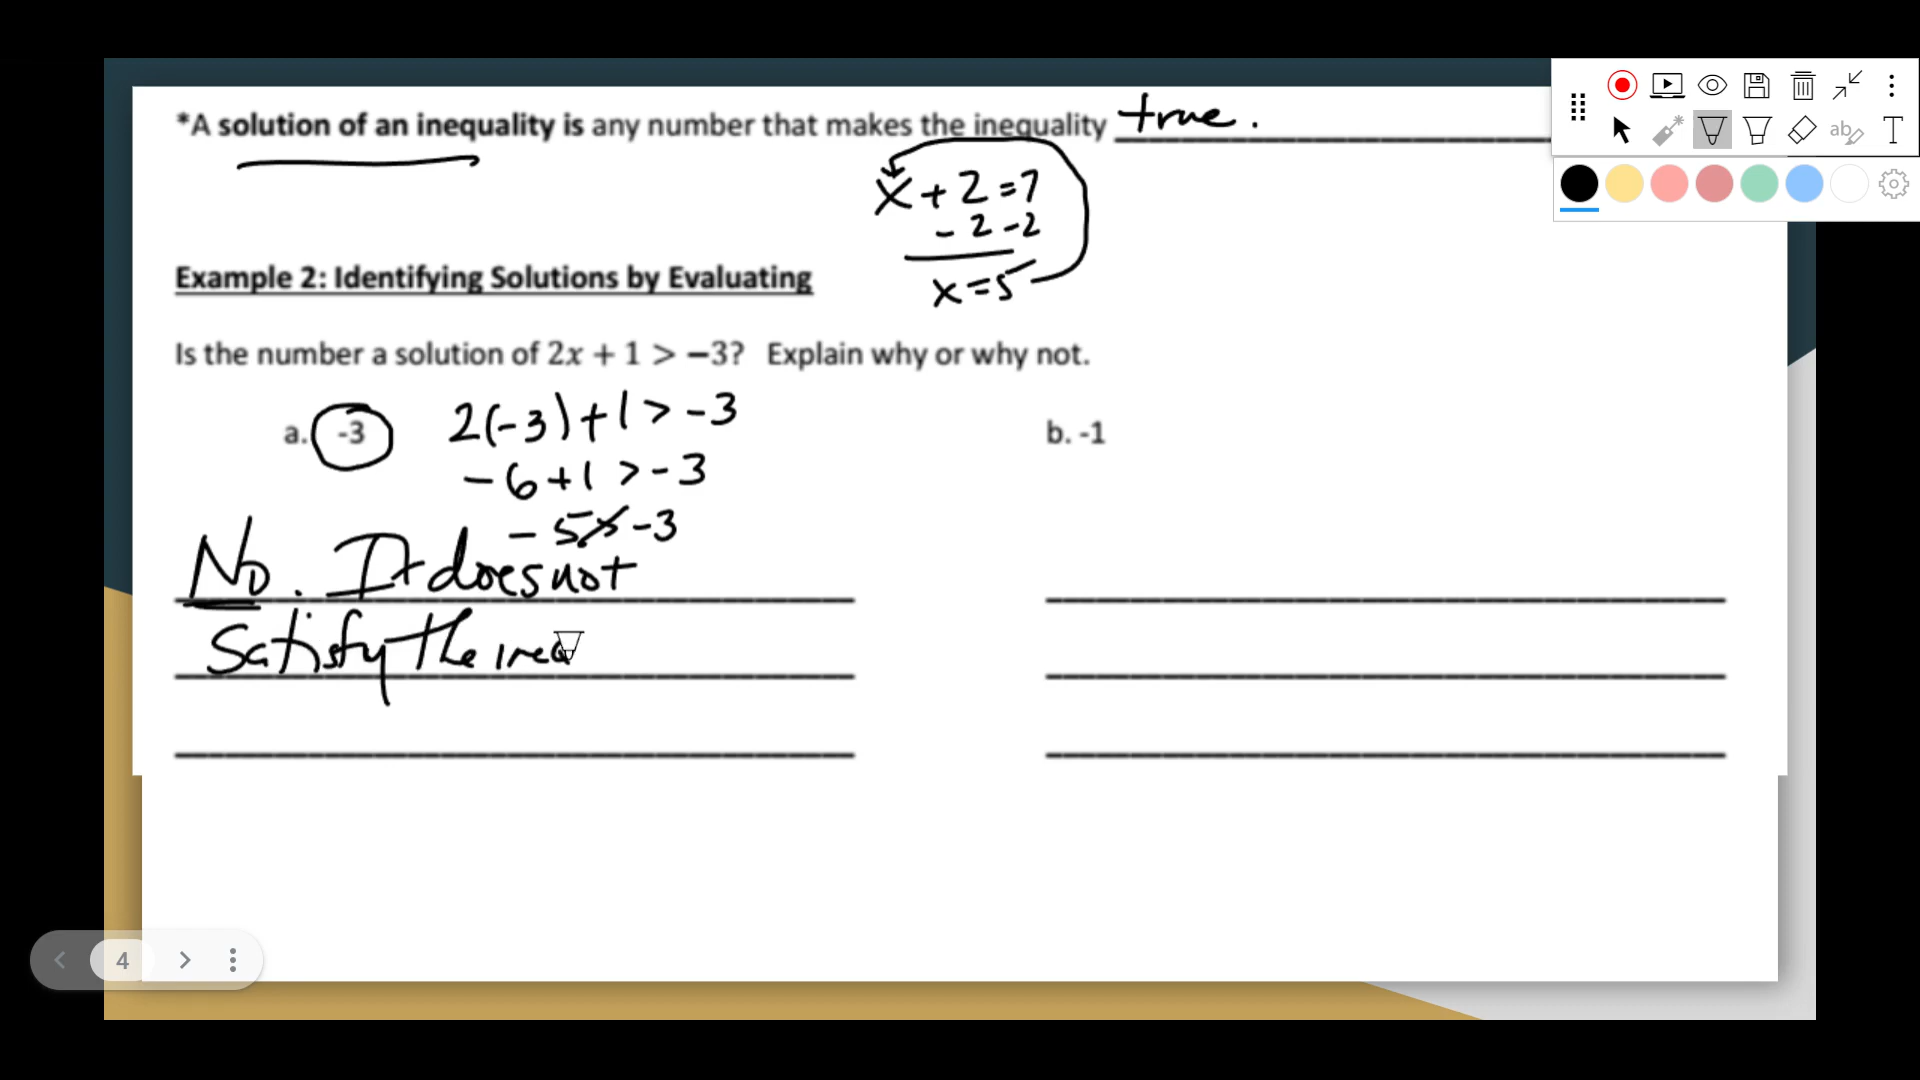 *A solution of an inequality is any number that makes the inequality true.
x + 2 = 7
- 2 - 2
x = 5
Example 2: Identifying Solutions by Evaluating
Is the number a solution of 2x + 1 > −3? Explain why or why not.
a. -3
2(-3) + 1 > -3
- 6 + 1 > - 3
- 5 ≯ -3
b. -1
No. It does not
Satisfy the ineq
4
ab
T